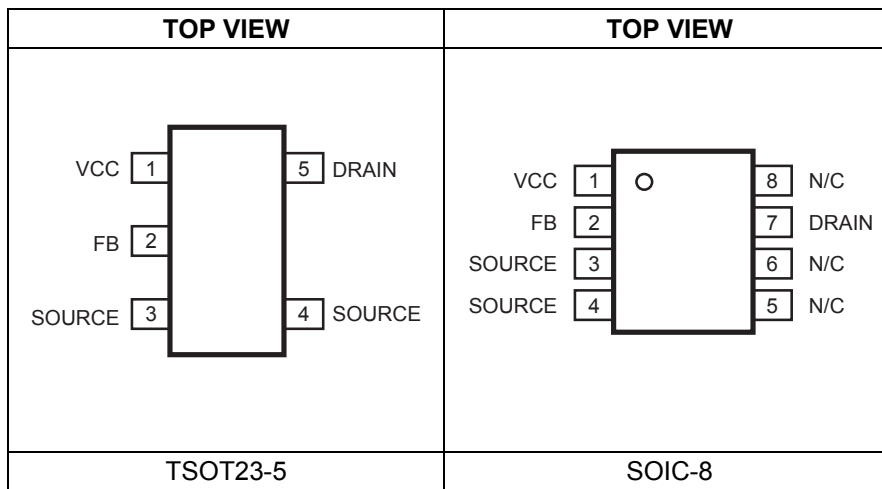 TOP VIEW
TOP VIEW
VCC 1 5 DRAIN
FB 2
SOURCE 3 4 SOURCE
VCC 1 8 N/C
FB 2 7 DRAIN
SOURCE 3 6 N/C
SOURCE 4 5 N/C
TSOT23-5
SOIC-8